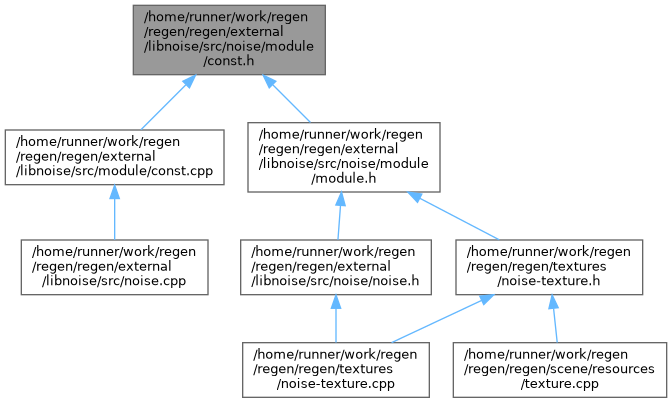 /home/runner/work/regen
/regen/regen/external
/libnoise/src/noise/module
/const.h
/home/runner/work/regen
/regen/regen/external
/libnoise/src/module/const.cpp
/home/runner/work/regen
/regen/regen/external
/libnoise/src/noise/module
/module.h
/home/runner/work/regen
/regen/regen/external
/libnoise/src/noise.cpp
/home/runner/work/regen
/regen/regen/external
/libnoise/src/noise/noise.h
/home/runner/work/regen
/regen/regen/textures
/noise-texture.h
/home/runner/work/regen
/regen/regen/textures
/noise-texture.cpp
/home/runner/work/regen
/regen/regen/scene/resources
/texture.cpp